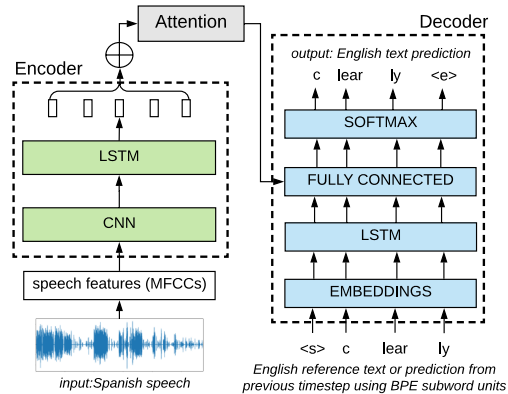 Attention
Decoder
Encoder
output: English text prediction
c lear ly <e>
SOFTMAX
LSTM
FULLY CONNECTED
CNN
LSTM
speech features (MFCCs)
EMBEDDINGS
<s> c lear ly
input:Spanish speech
English reference text or prediction from
previous timestep using BPE subword units